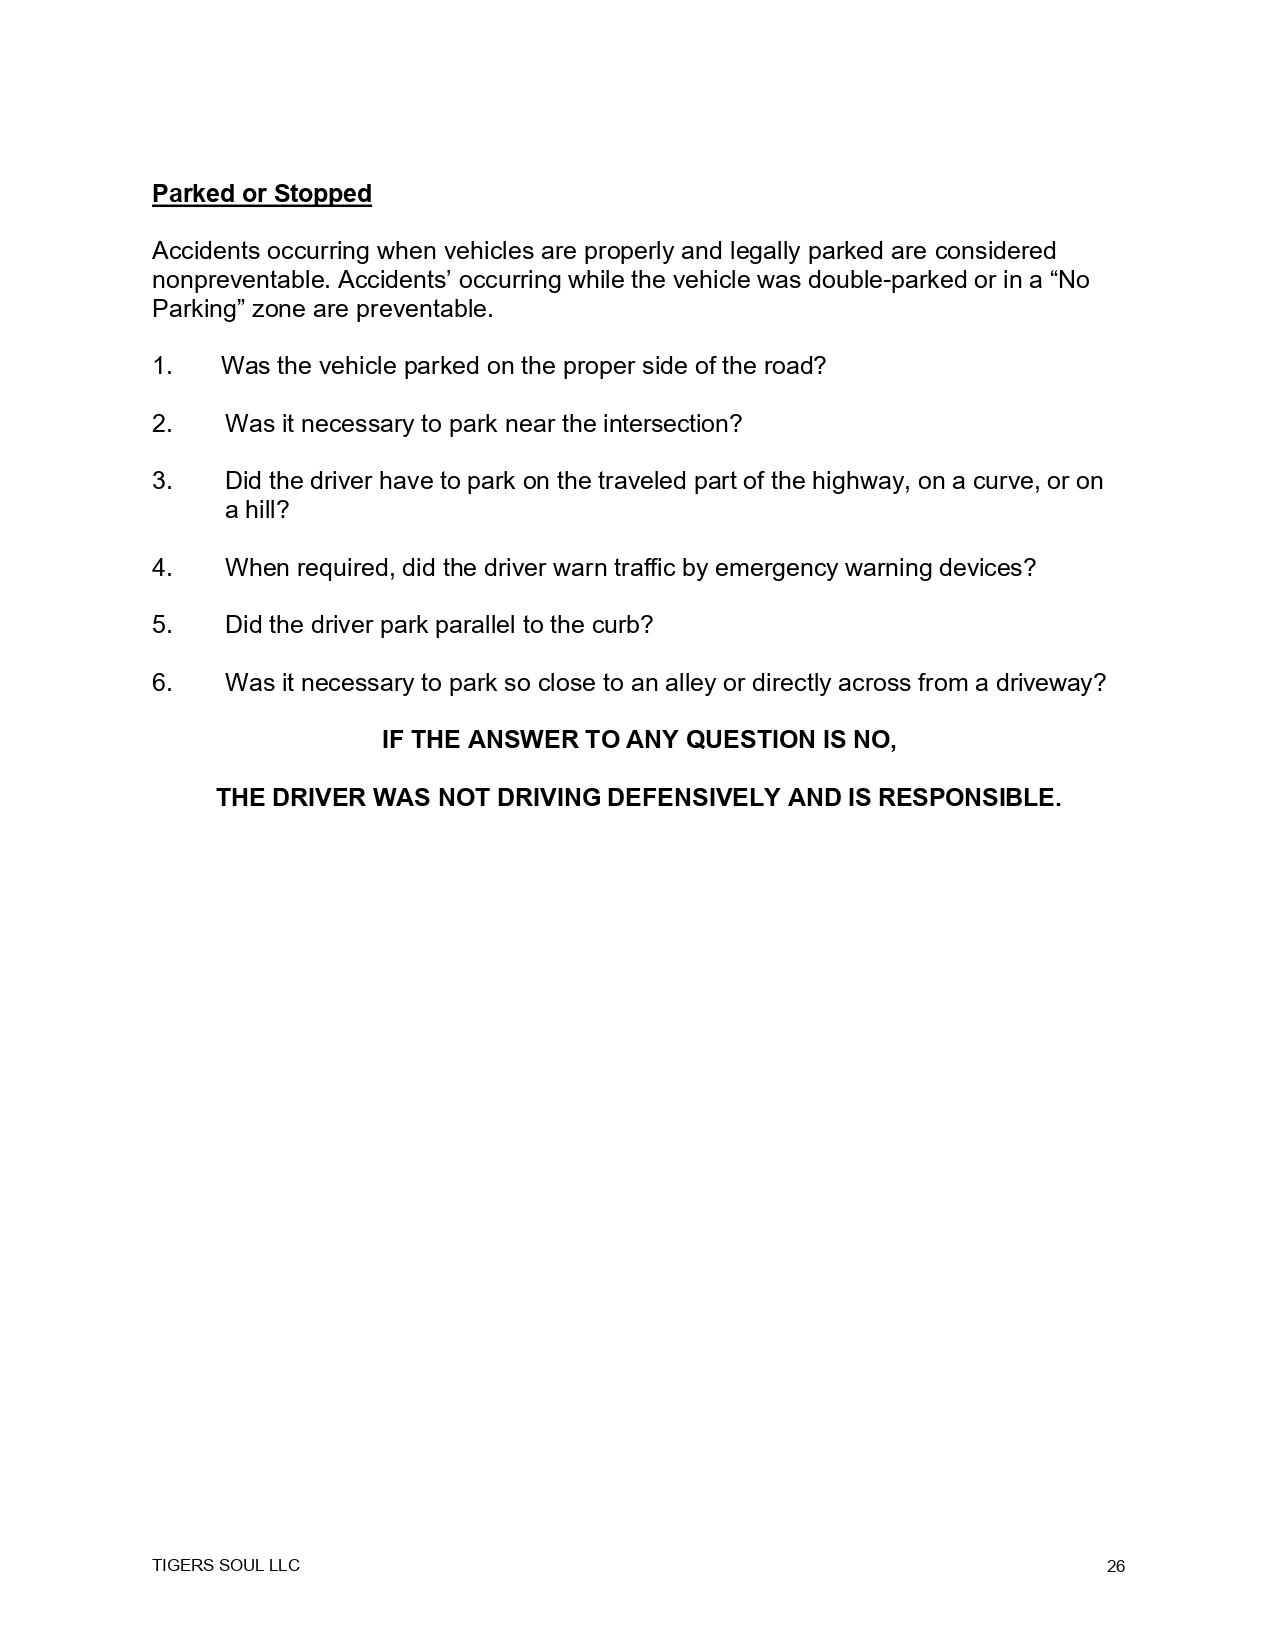 Parked or Stopped
Accidents occurring when vehicles are properly and legally parked are considered
nonpreventable. Accidents’ occurring while the vehicle was double-parked or in a “No
Parking” zone are preventable.
1. Was the vehicle parked on the proper side of the road?
2. Was it necessary to park near the intersection?
3. Did the driver have to park on the traveled part of the highway, on a curve, or on
a hill?
4. When required, did the driver warn traffic by emergency warning devices?
5. Did the driver park parallel to the curb?
6. Was it necessary to park so close to an alley or directly across from a driveway?
IF THE ANSWER TO ANY QUESTION IS NO,
THE DRIVER WAS NOT DRIVING DEFENSIVELY AND IS RESPONSIBLE.
TIGERS SOUL LLC 26